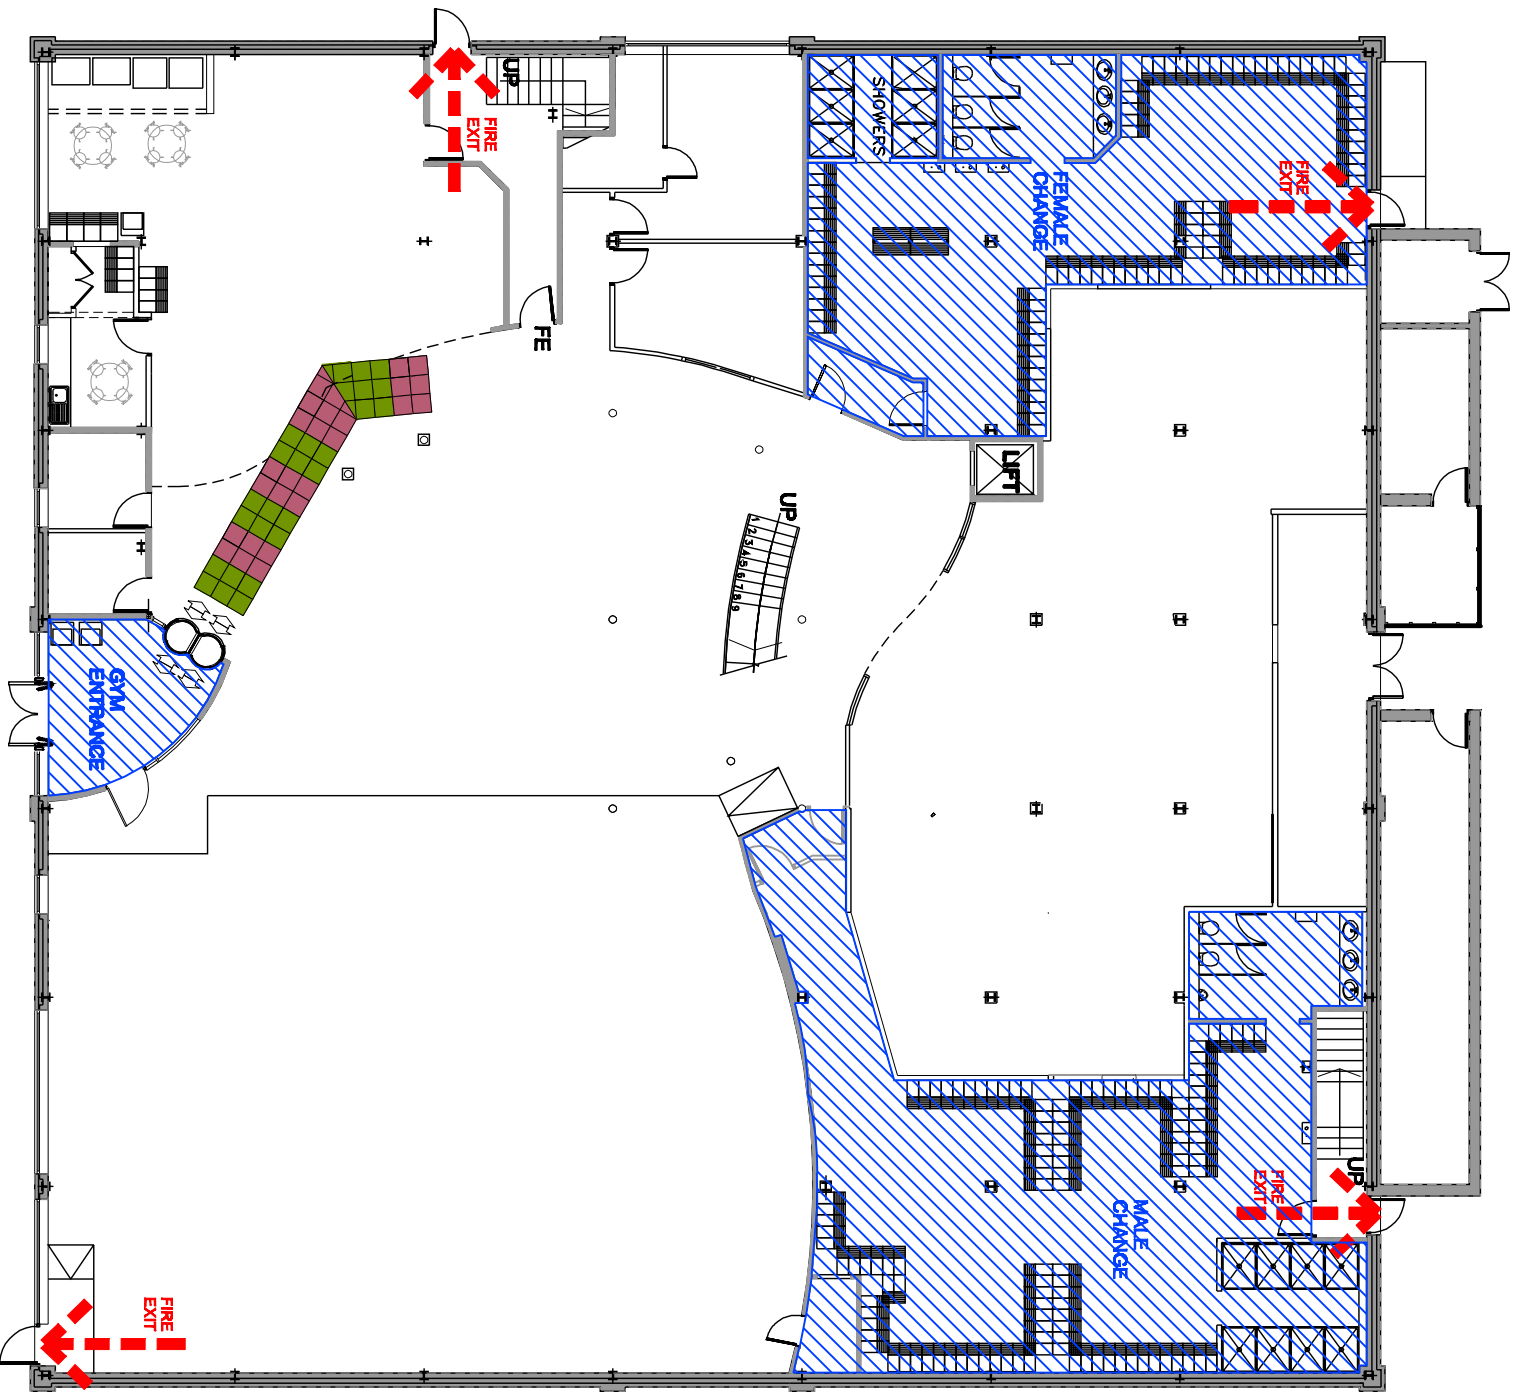 UP
FIRE
EXIT
SHOWERS
FEMALE
CHANGE
FIRE
EXIT
FE
LIFT
UP
1
2
3
4
5
6
7
8
9
GYM
ENTRANCE
UP
FIRE
EXIT
MALE
CHANGE
FIRE
EXIT